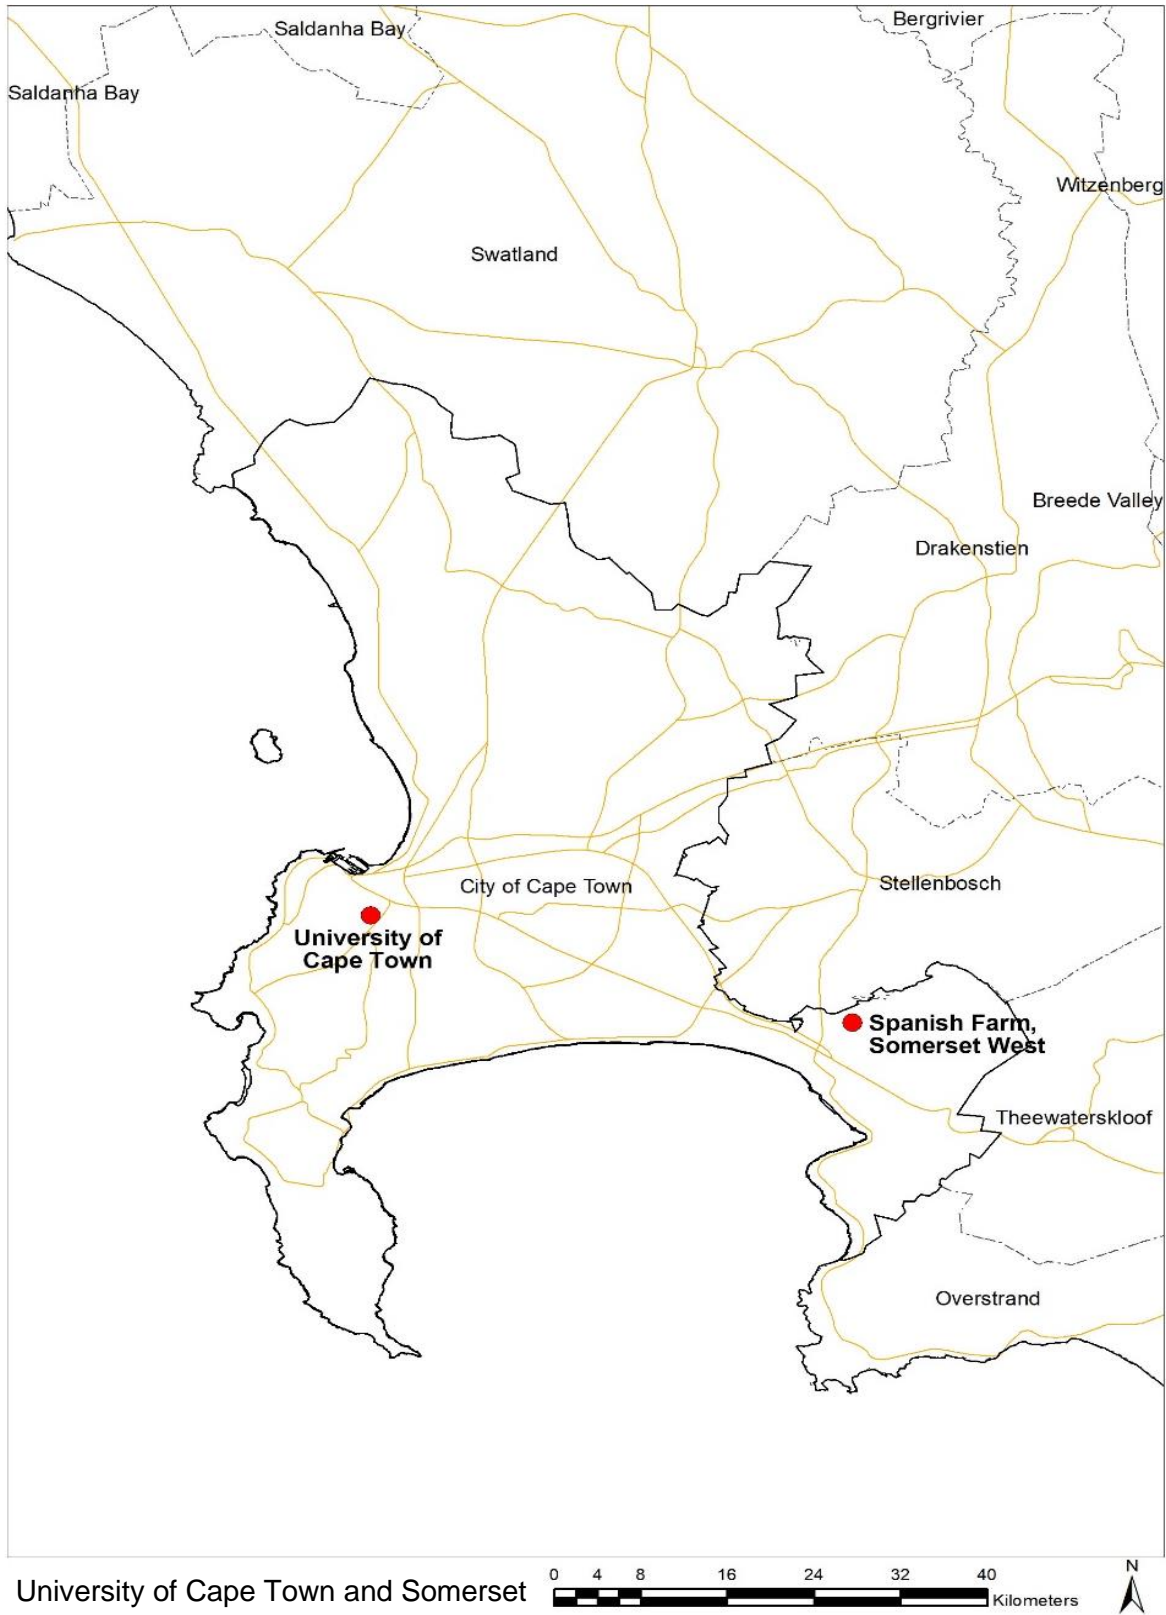 Bergrivier
Saldanha Bay
Saldanha Bay
Witzenberg
Swatland
Breede Valley
Drakenstien
City of Cape Town
Stellenbosch
University of
Cape Town
Spanish Farm,
Somerset West
Theewaterskloof
Overstrand
University of Cape Town and Somerset
0 4 8 16 24 32 40
Kilometers
N